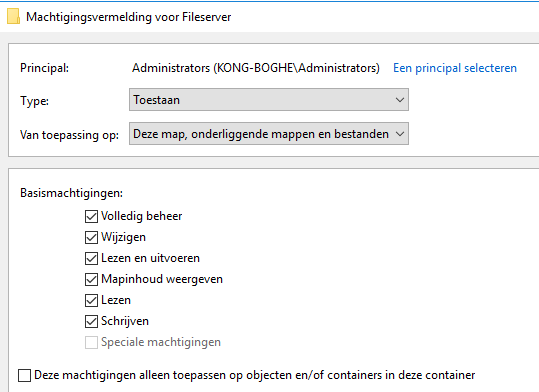 Machtigingsvermelding voor Fileserver
Principal: Administrators (KONG-BOGHE\Administrators) Een principal selecteren
Type: Toestaan
Van toepassing op: Deze map, onderliggende mappen en bestanden
Basismachtigingen:
Volledig beheer
Wijzigen
Lezen en uitvoeren
Mapinhoud weergeven
Lezen
Schrijven
Speciale machtigingen
Deze machtigingen alleen toepassen op objecten en/of containers in deze container